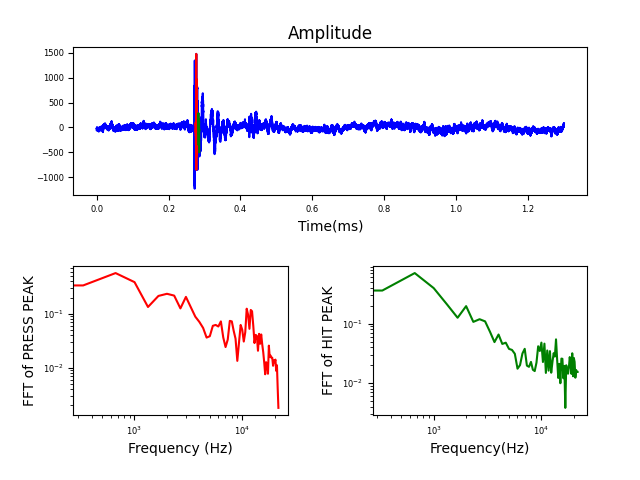 Amplitude
1500
1000
500
0
−500
−1000
0.0 0.2 0.4 0.6 0.8 1.0 1.2
Time(ms)
FFT of PRESS PEAK
10⁻¹
10⁻²
10³ 10⁴
Frequency (Hz)
FFT of HIT PEAK
10⁻¹
10⁻²
10³ 10⁴
Frequency(Hz)